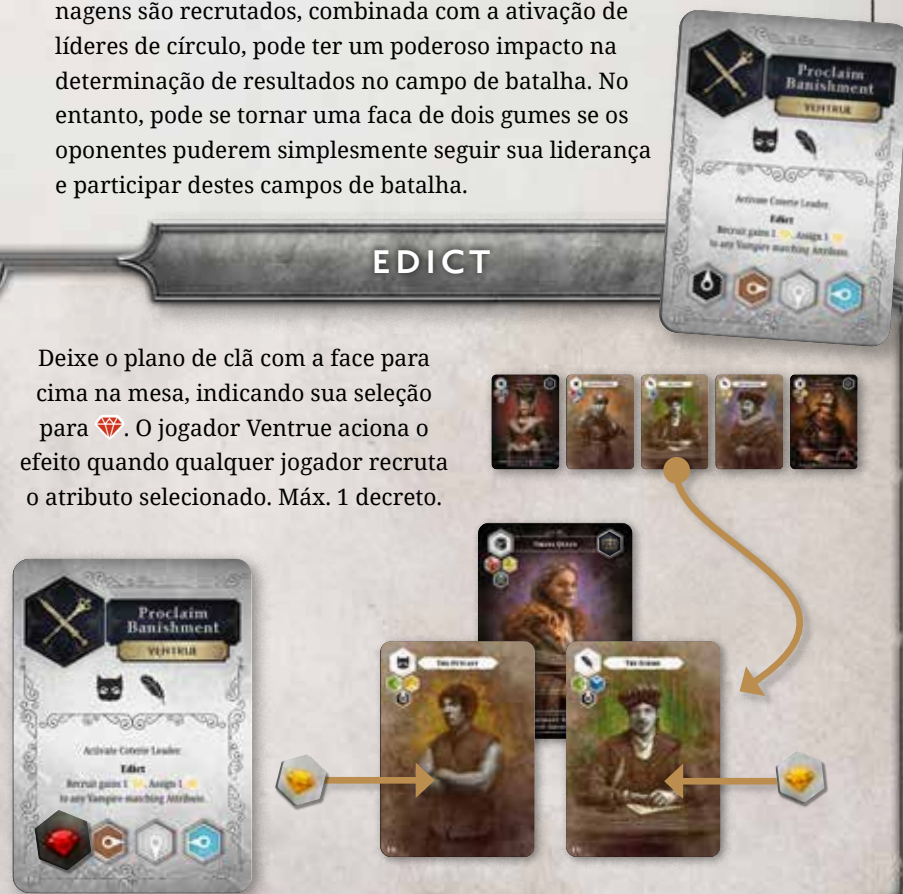 nagens são recrutados, combinada com a ativação de
líderes de círculo, pode ter um poderoso impacto na
determinação de resultados no campo de batalha. No
entanto, pode se tornar uma faca de dois gumes se os
oponentes puderem simplesmente seguir sua liderança
e participar destes campos de batalha.
Proclaim
Banishment
VENTRUE
Activate Coterie Leader.
Edict
Recruit gains 1 . Assign 1
to any Vampire matching Attribute.
EDICT
Deixe o plano de clã com a face para
cima na mesa, indicando sua seleção
para . O jogador Ventrue aciona o
efeito quando qualquer jogador recruta
o atributo selecionado. Máx. 1 decreto.
Proclaim
Banishment
VENTRUE
Activate Coterie Leader.
Edict
Recruit gains 1 . Assign 1
to any Vampire matching Attribute.
The Outcast